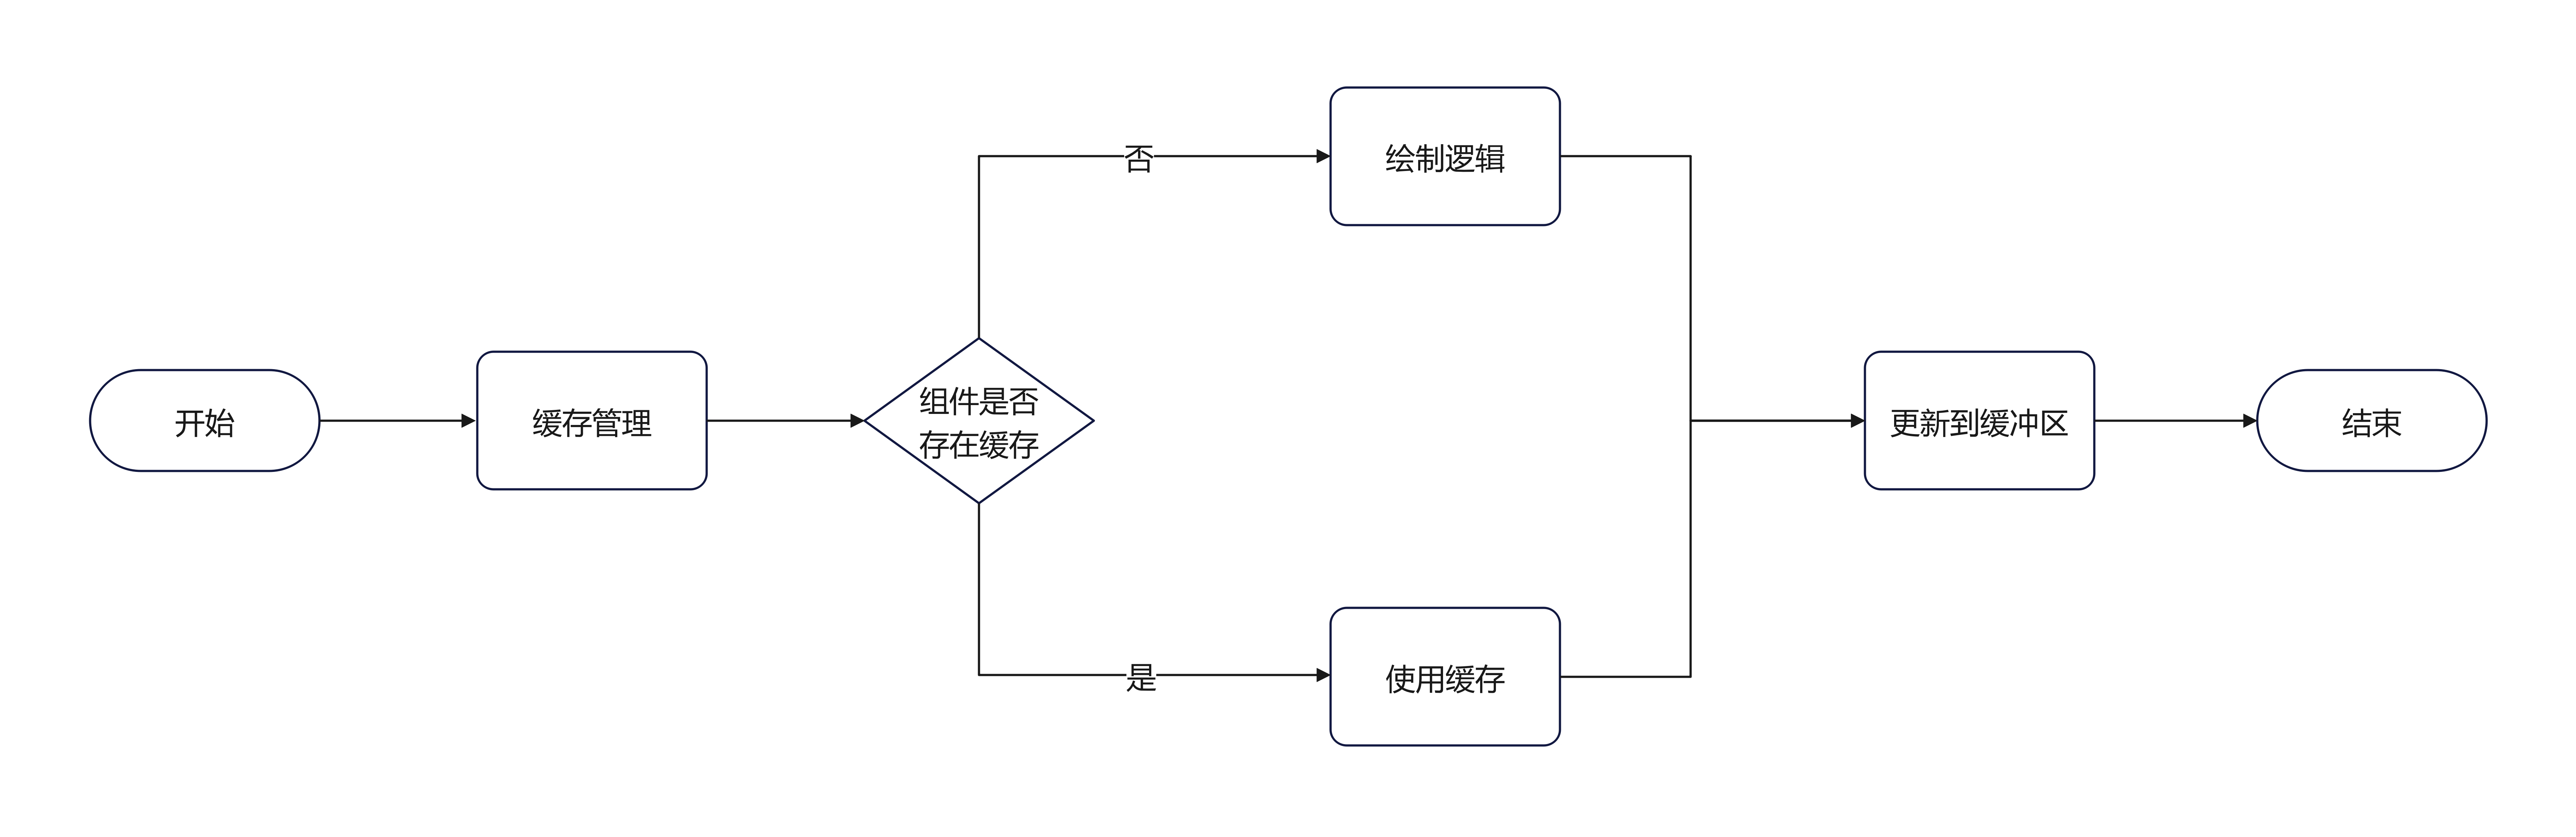 开始
缓存管理
组件是否
存在缓存
否
绘制逻辑
是
使用缓存
更新到缓冲区
结束